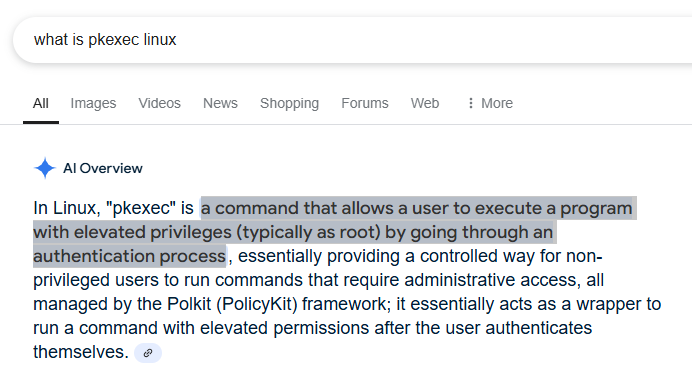 what is pkexec linux
All Images Videos News Shopping Forums Web More
AI Overview
In Linux, "pkexec" is a command that allows a user to execute a program
with elevated privileges (typically as root) by going through an
authentication process, essentially providing a controlled way for non-
privileged users to run commands that require administrative access, all
managed by the Polkit (PolicyKit) framework; it essentially acts as a wrapper to
run a command with elevated permissions after the user authenticates
themselves.